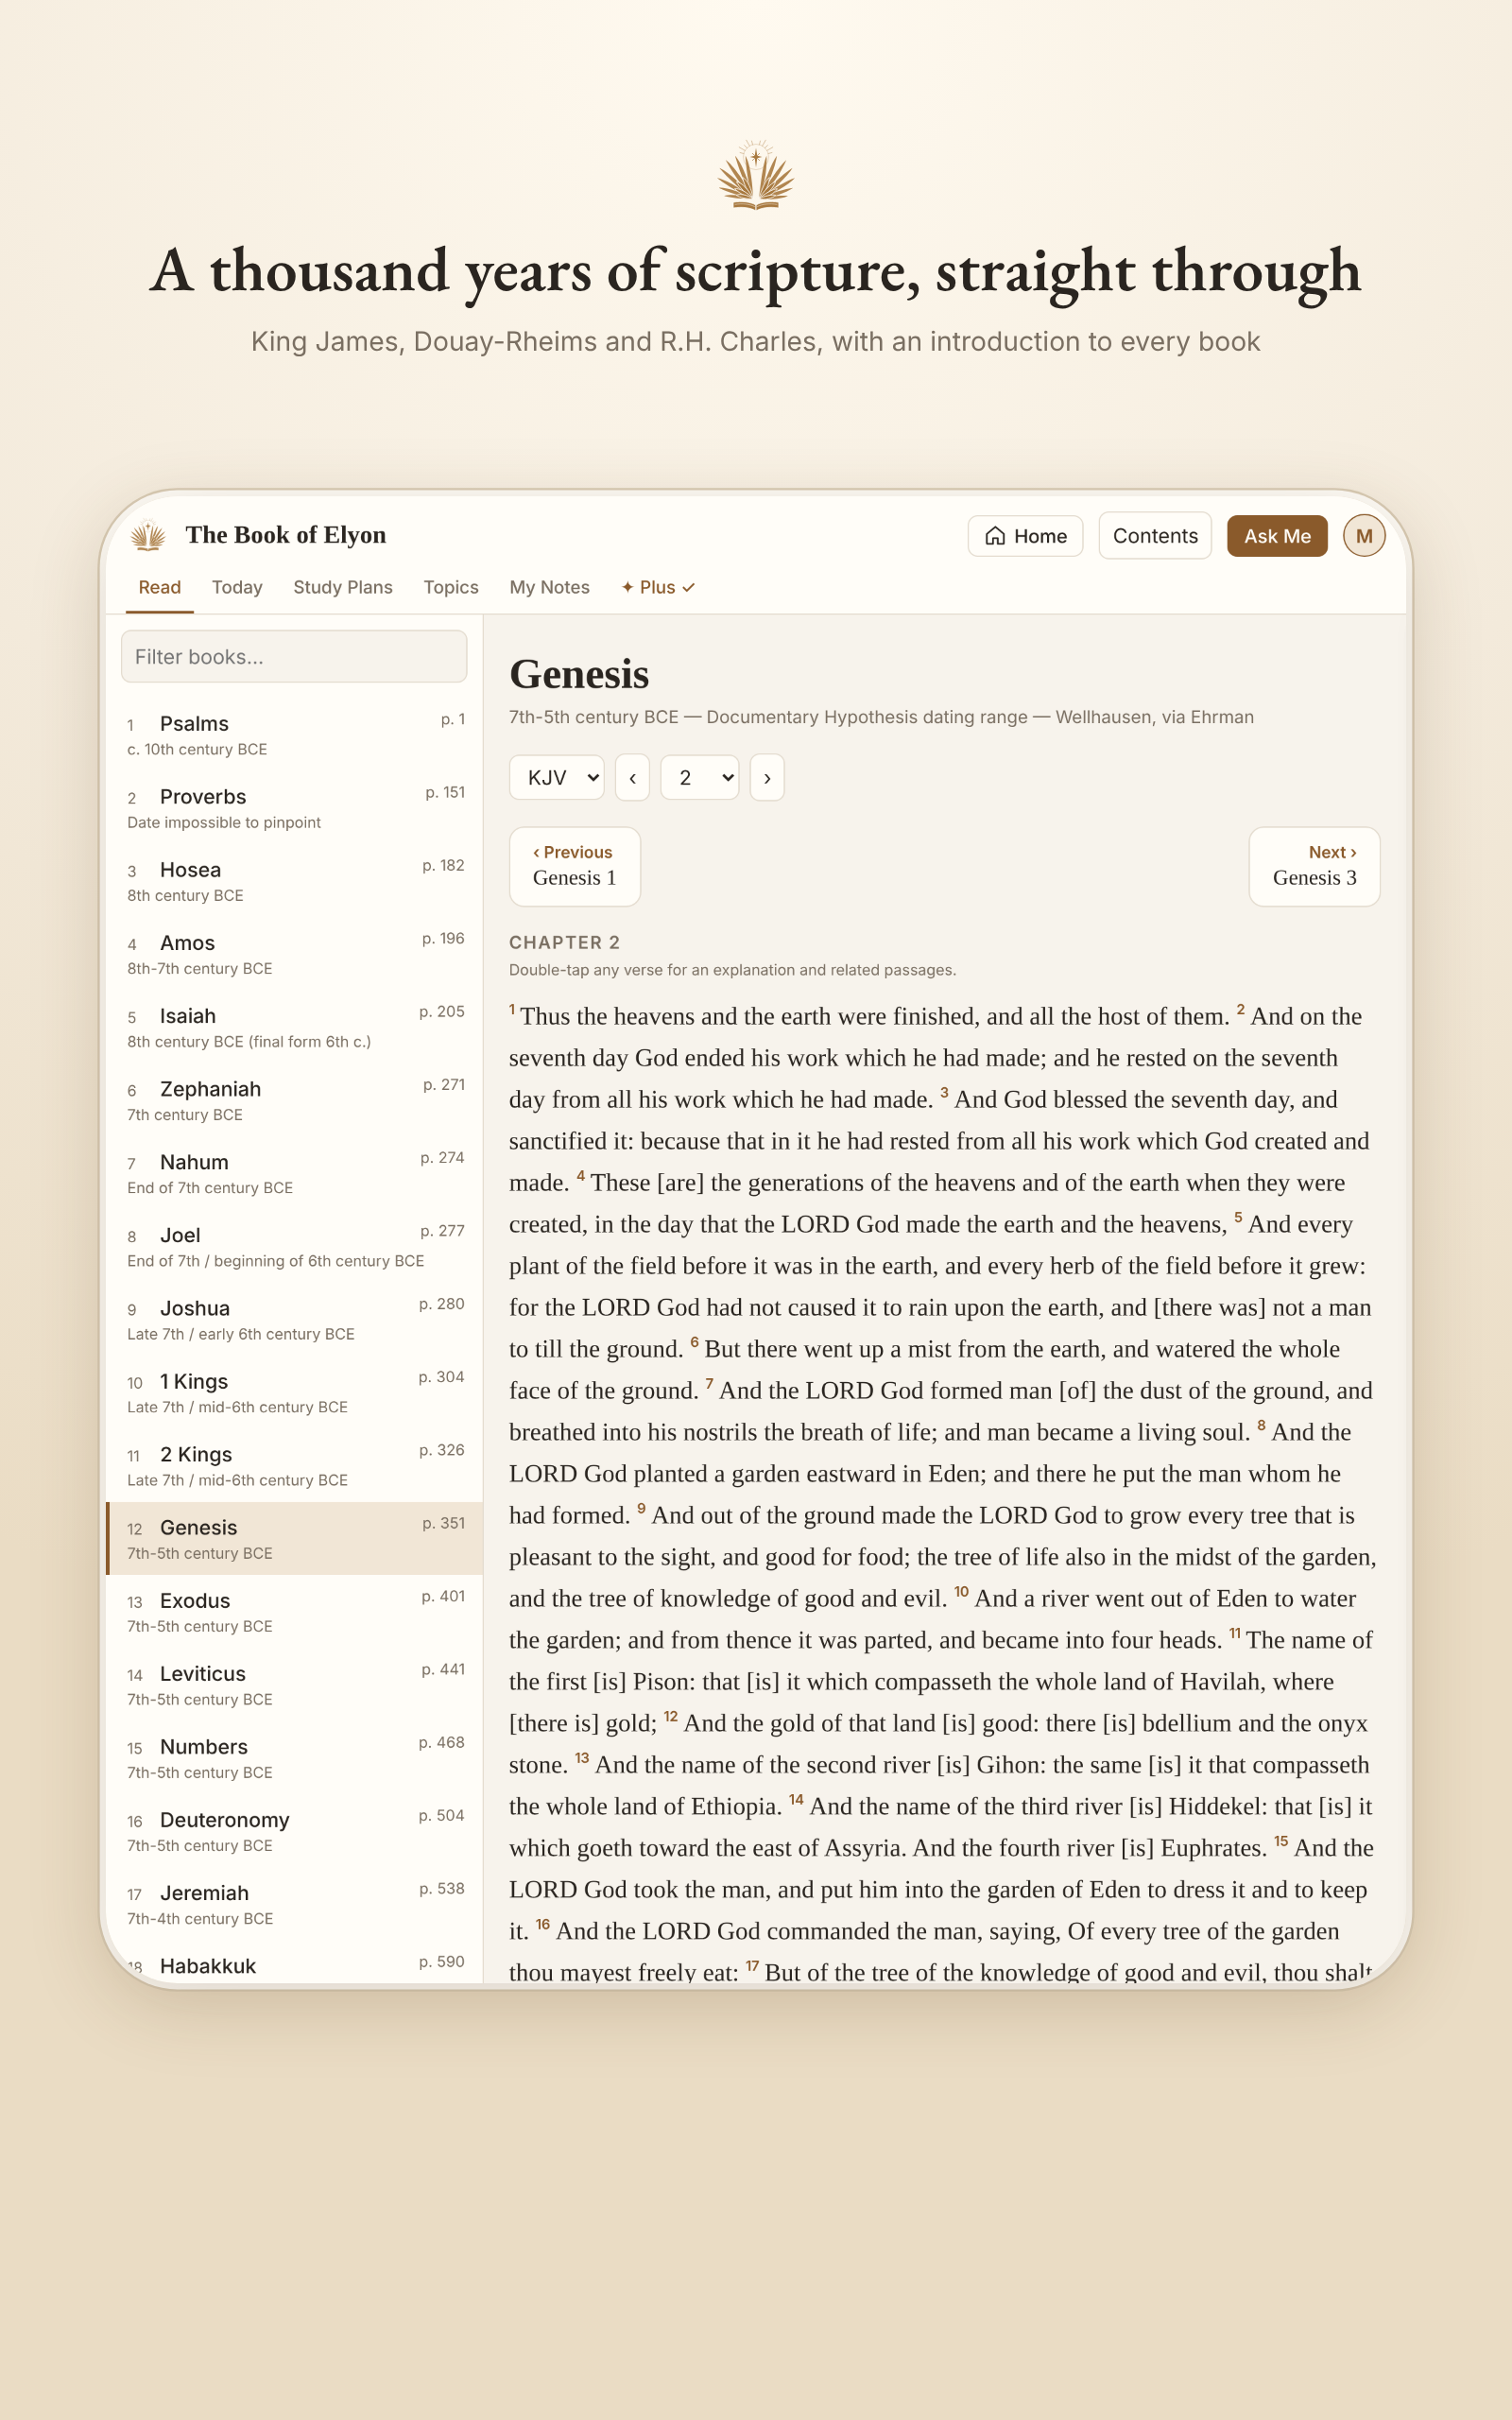 A thousand years of scripture, straight through
King James, Douay-Rheims and R.H. Charles, with an introduction to every book
The Book of Elyon
Home
Contents
Ask Me
M
Read
Today
Study Plans
Topics
My Notes
✦ Plus ✓
Filter books...
1 Psalms p. 1
c. 10th century BCE
2 Proverbs p. 151
Date impossible to pinpoint
3 Hosea p. 182
8th century BCE
4 Amos p. 196
8th-7th century BCE
5 Isaiah p. 205
8th century BCE (final form 6th c.)
6 Zephaniah p. 271
7th century BCE
7 Nahum p. 274
End of 7th century BCE
8 Joel p. 277
End of 7th / beginning of 6th century BCE
9 Joshua p. 280
Late 7th / early 6th century BCE
10 1 Kings p. 304
Late 7th / mid-6th century BCE
11 2 Kings p. 326
Late 7th / mid-6th century BCE
12 Genesis p. 351
7th-5th century BCE
13 Exodus p. 401
7th-5th century BCE
14 Leviticus p. 441
7th-5th century BCE
15 Numbers p. 468
7th-5th century BCE
16 Deuteronomy p. 504
7th-5th century BCE
17 Jeremiah p. 538
7th-4th century BCE
18 Habakkuk p. 590
Genesis
7th-5th century BCE — Documentary Hypothesis dating range — Wellhausen, via Ehrman
KJV
‹
2
›
‹ Previous
Genesis 1
Next ›
Genesis 3
CHAPTER 2
Double-tap any verse for an explanation and related passages.
1 Thus the heavens and the earth were finished, and all the host of them. 2 And on the
seventh day God ended his work which he had made; and he rested on the seventh
day from all his work which he had made. 3 And God blessed the seventh day, and
sanctified it: because that in it he had rested from all his work which God created and
made. 4 These [are] the generations of the heavens and of the earth when they were
created, in the day that the LORD God made the earth and the heavens, 5 And every
plant of the field before it was in the earth, and every herb of the field before it grew:
for the LORD God had not caused it to rain upon the earth, and [there was] not a man
to till the ground. 6 But there went up a mist from the earth, and watered the whole
face of the ground. 7 And the LORD God formed man [of] the dust of the ground, and
breathed into his nostrils the breath of life; and man became a living soul. 8 And the
LORD God planted a garden eastward in Eden; and there he put the man whom he
had formed. 9 And out of the ground made the LORD God to grow every tree that is
pleasant to the sight, and good for food; the tree of life also in the midst of the garden,
and the tree of knowledge of good and evil. 10 And a river went out of Eden to water
the garden; and from thence it was parted, and became into four heads. 11 The name of
the first [is] Pison: that [is] it which compasseth the whole land of Havilah, where
[there is] gold; 12 And the gold of that land [is] good: there [is] bdellium and the onyx
stone. 13 And the name of the second river [is] Gihon: the same [is] it that compasseth
the whole land of Ethiopia. 14 And the name of the third river [is] Hiddekel: that [is] it
which goeth toward the east of Assyria. And the fourth river [is] Euphrates. 15 And the
LORD God took the man, and put him into the garden of Eden to dress it and to keep
it. 16 And the LORD God commanded the man, saying, Of every tree of the garden
thou mayest freely eat: 17 But of the tree of the knowledge of good and evil, thou shalt